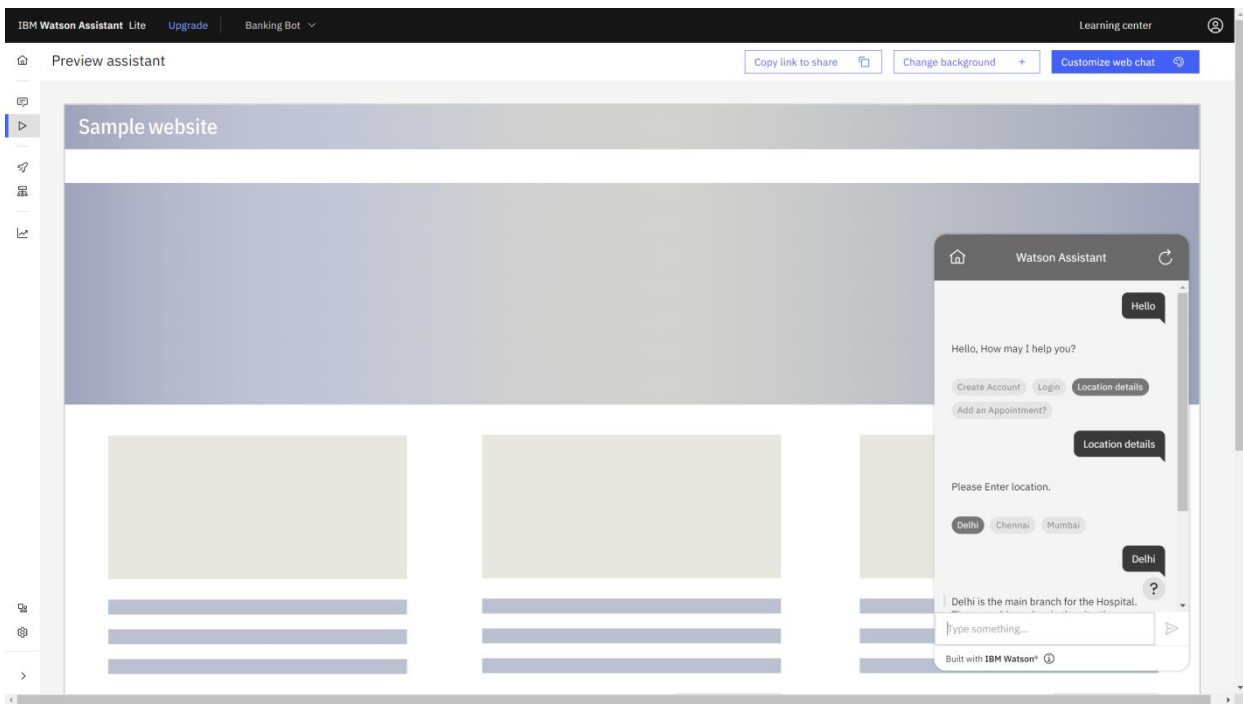 IBM Watson Assistant Lite Upgrade Banking Bot Learning center
Preview assistant Copy link to share Change background + Customize web chat
Sample website
Watson Assistant
Hello
Hello, How may I help you?
Create Account Login Location details
Add an Appointment?
Location details
Please Enter location.
Delhi Chennai Mumbai
Delhi
?
Delhi is the main branch for the Hospital.
Type something...
Built with IBM Watson®